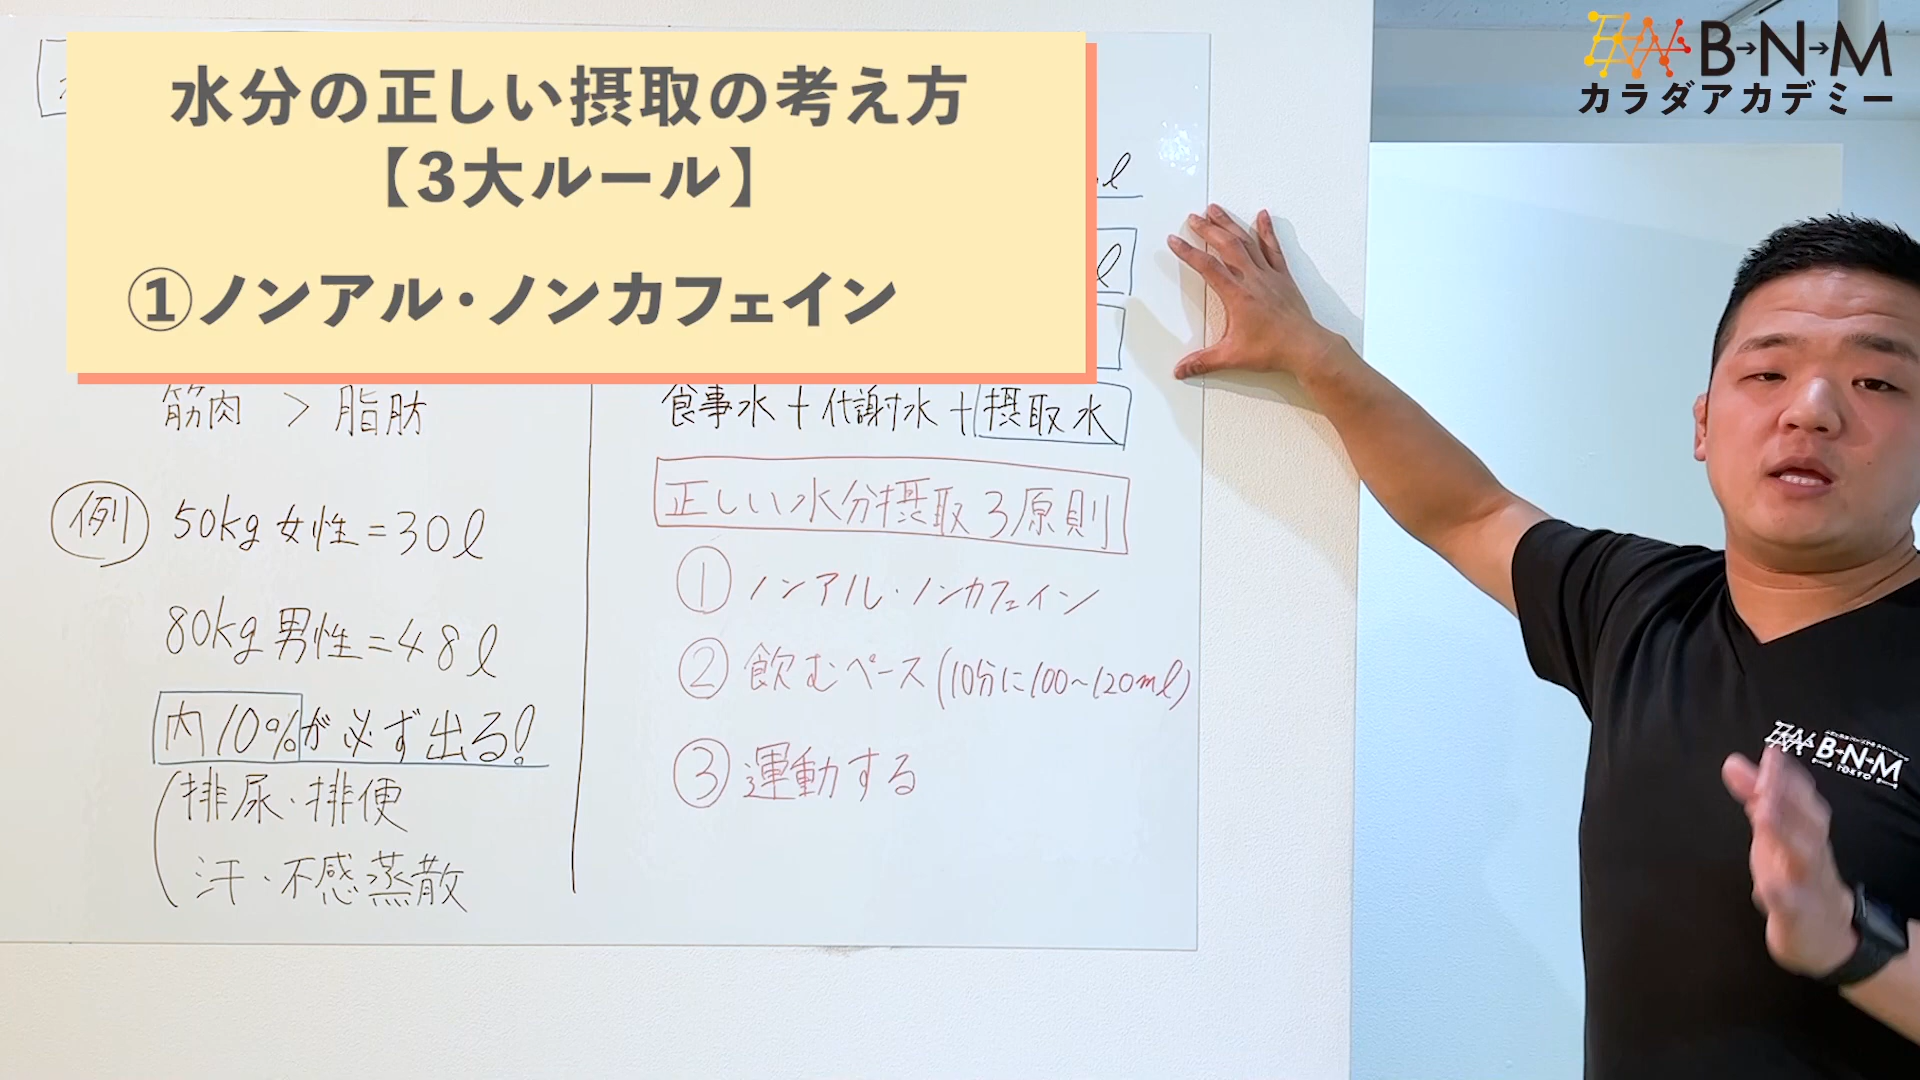 水分の正しい摂取の考え方
【3大ルール】
①ノンアル・ノンカフェイン
B→N→M
カラダアカデミー
筋肉 > 脂肪
例 50kg 女性=30ℓ
80kg 男性=48ℓ
内10%が必ず出る!
(排尿・排便
汗・不感蒸散
ml
ℓ
食事水+代謝水+摂取水
正しい水分摂取3原則
① ノンアル・ノンカフェイン
② 飲むペース(10分に100~120ml)
③ 運動する
B→N→M
TOKYO